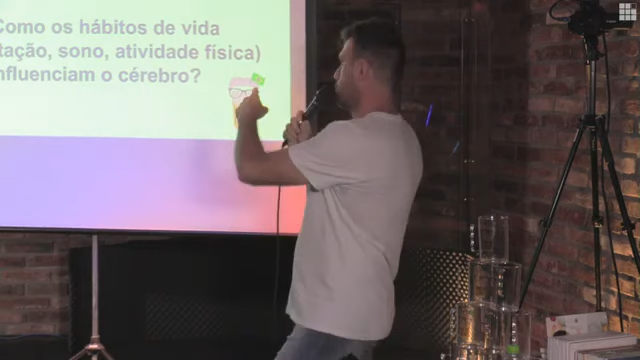 Como os hábitos de vida
tação, sono, atividade física)
nfluenciam o cérebro?